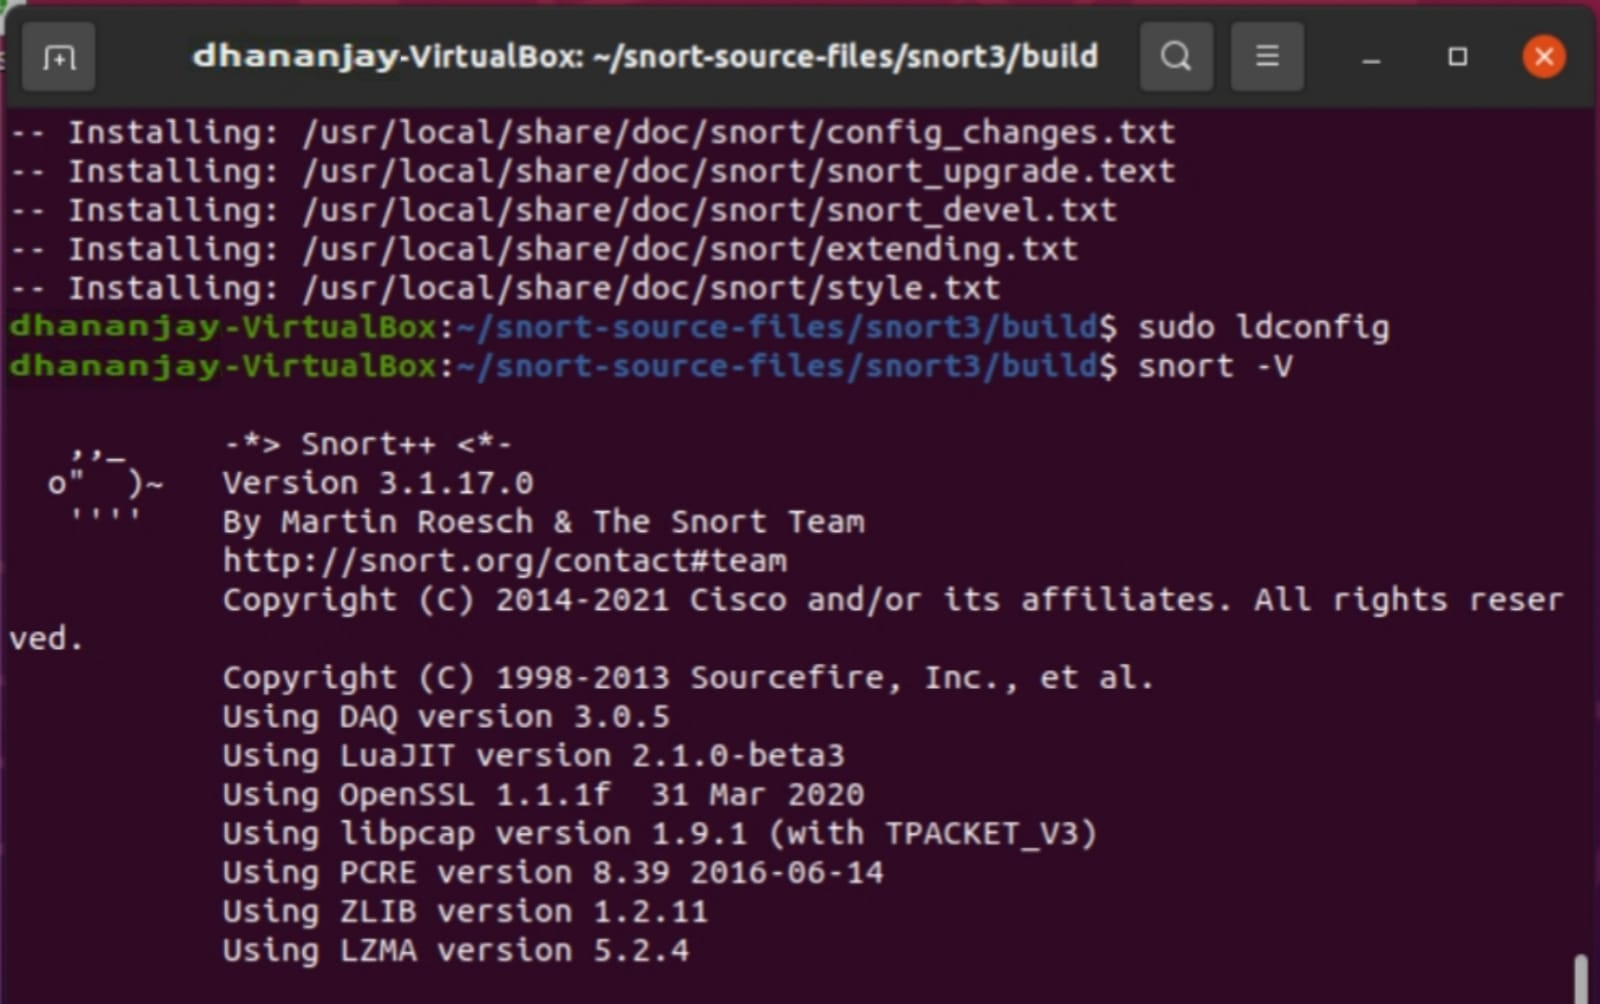 dhananjay-VirtualBox: ~/snort-source-files/snort3/build
-- Installing: /usr/local/share/doc/snort/config_changes.txt
-- Installing: /usr/local/share/doc/snort/snort_upgrade.text
-- Installing: /usr/local/share/doc/snort/snort_devel.txt
-- Installing: /usr/local/share/doc/snort/extending.txt
-- Installing: /usr/local/share/doc/snort/style.txt
dhananjay-VirtualBox:~/snort-source-files/snort3/build$ sudo ldconfig
dhananjay-VirtualBox:~/snort-source-files/snort3/build$ snort -V
,,_ -*> Snort++ <*-
o"  )~ Version 3.1.17.0
'''' By Martin Roesch & The Snort Team
http://snort.org/contact#team
Copyright (C) 2014-2021 Cisco and/or its affiliates. All rights reser
ved.
Copyright (C) 1998-2013 Sourcefire, Inc., et al.
Using DAQ version 3.0.5
Using LuaJIT version 2.1.0-beta3
Using OpenSSL 1.1.1f  31 Mar 2020
Using libpcap version 1.9.1 (with TPACKET_V3)
Using PCRE version 8.39 2016-06-14
Using ZLIB version 1.2.11
Using LZMA version 5.2.4